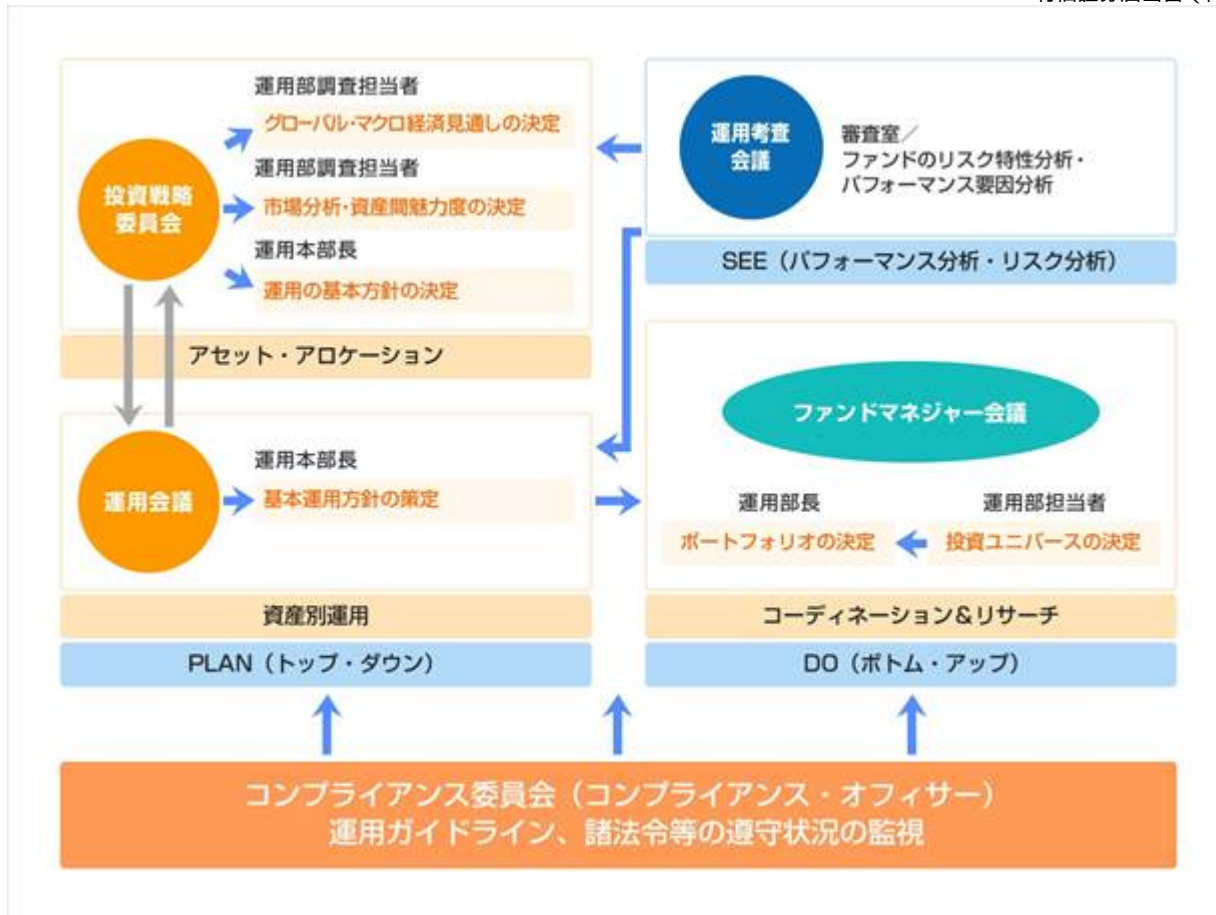 運用部調査担当者
グローバル・マクロ経済見通しの決定
運用部調査担当者
市場分析・資産間魅力度の決定
運用本部長
運用の基本方針の決定
投資戦略
委員会
アセット・アロケーション
運用考査
会議
審査室／
ファンドのリスク特性分析・
パフォーマンス要因分析
SEE（パフォーマンス分析・リスク分析）
運用会議
運用本部長
基本運用方針の策定
資産別運用
PLAN（トップ・ダウン）
ファンドマネジャー会議
運用部長
ポートフォリオの決定
運用部担当者
投資ユニバースの決定
コーディネーション＆リサーチ
DO（ボトム・アップ）
コンプライアンス委員会（コンプライアンス・オフィサー）
運用ガイドライン、諸法令等の遵守状況の監視